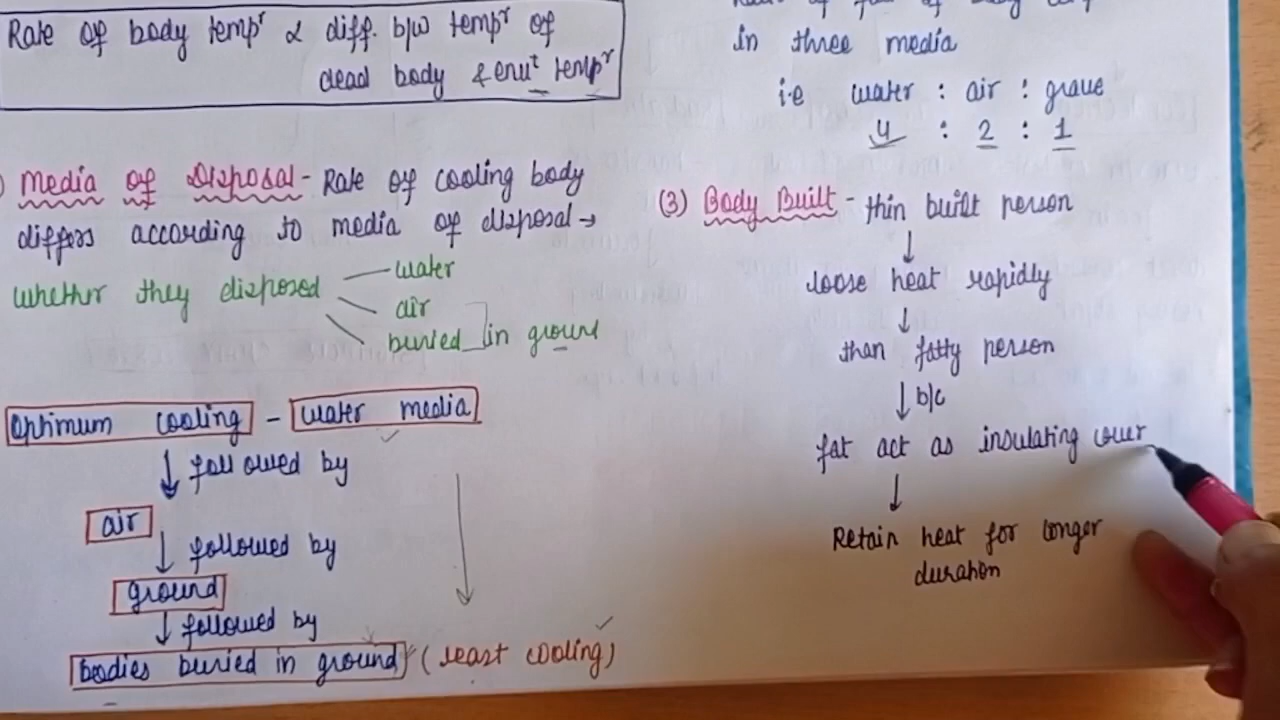 Rate of body tempʳ α diff. b/w tempʳ of
dead body & enuᵗ tempʳ
) Media of Disposal - Rate of cooling body
differs according to media of disposal →
whether they disposed
water
air
buried in ground
Optimum cooling - water media
↓ followed by
air
↓ followed by
ground
↓ followed by
bodies buried in ground (least cooling)
in three media
i.e water : air : grave
4 : 2 : 1
(3) Body Built - thin built person
↓
loose heat rapidly
↓
than fatty person
↓ b/c
fat act as insulating cover
↓
Retain heat for longer
duration